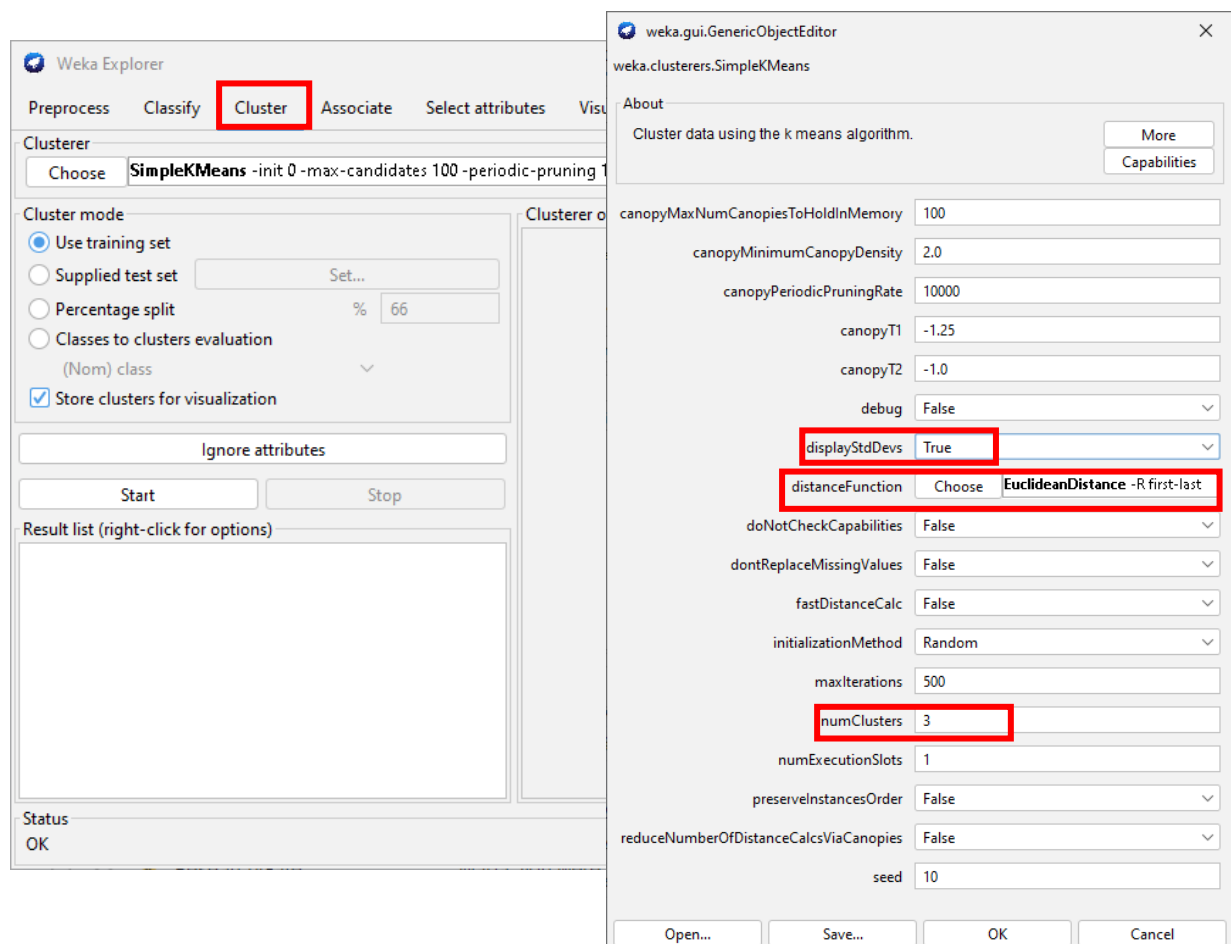 Weka Explorer
Preprocess Classify Cluster Associate Select attributes
Clusterer
Choose SimpleKMeans -init 0 -max-candidates 100 -periodic-pruning 1
Cluster mode
Use training set
Supplied test set Set...
Percentage split % 66
Classes to clusters evaluation
(Nom) class
Store clusters for visualization
Ignore attributes
Start Stop
Result list (right-click for options)
Clusterer o
Status
OK
weka.gui.GenericObjectEditor
weka.clusterers.SimpleKMeans
About
Cluster data using the k means algorithm.
More
Capabilities
canopyMaxNumCanopiesToHoldInMemory 100
canopyMinimumCanopyDensity 2.0
canopyPeriodicPruningRate 10000
canopyT1 -1.25
canopyT2 -1.0
debug False
displayStdDevs True
distanceFunction Choose EuclideanDistance -R first-last
doNotCheckCapabilities False
dontReplaceMissingValues False
fastDistanceCalc False
initializationMethod Random
maxIterations 500
numClusters 3
numExecutionSlots 1
preserveInstancesOrder False
reduceNumberOfDistanceCalcsViaCanopies False
seed 10
Open... Save... OK Cancel